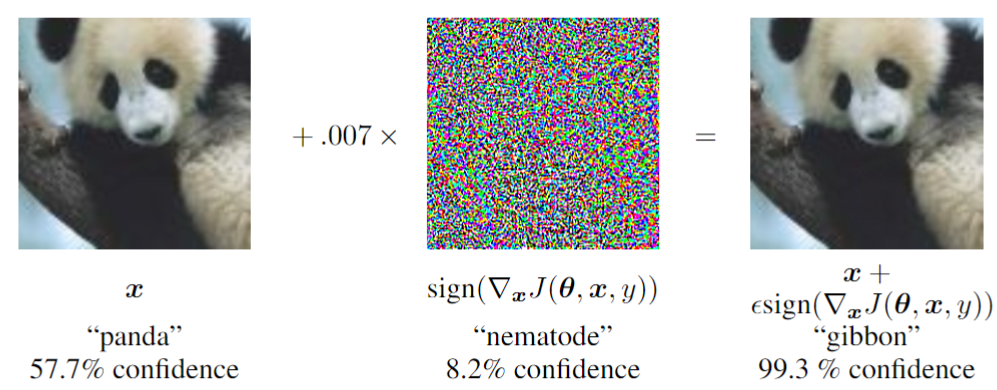 + .007 ×
=
x
sign(∇ₓJ(θ, x, y))
x +
ϵsign(∇ₓJ(θ, x, y))
“panda”
“nematode”
“gibbon”
57.7% confidence
8.2% confidence
99.3 % confidence